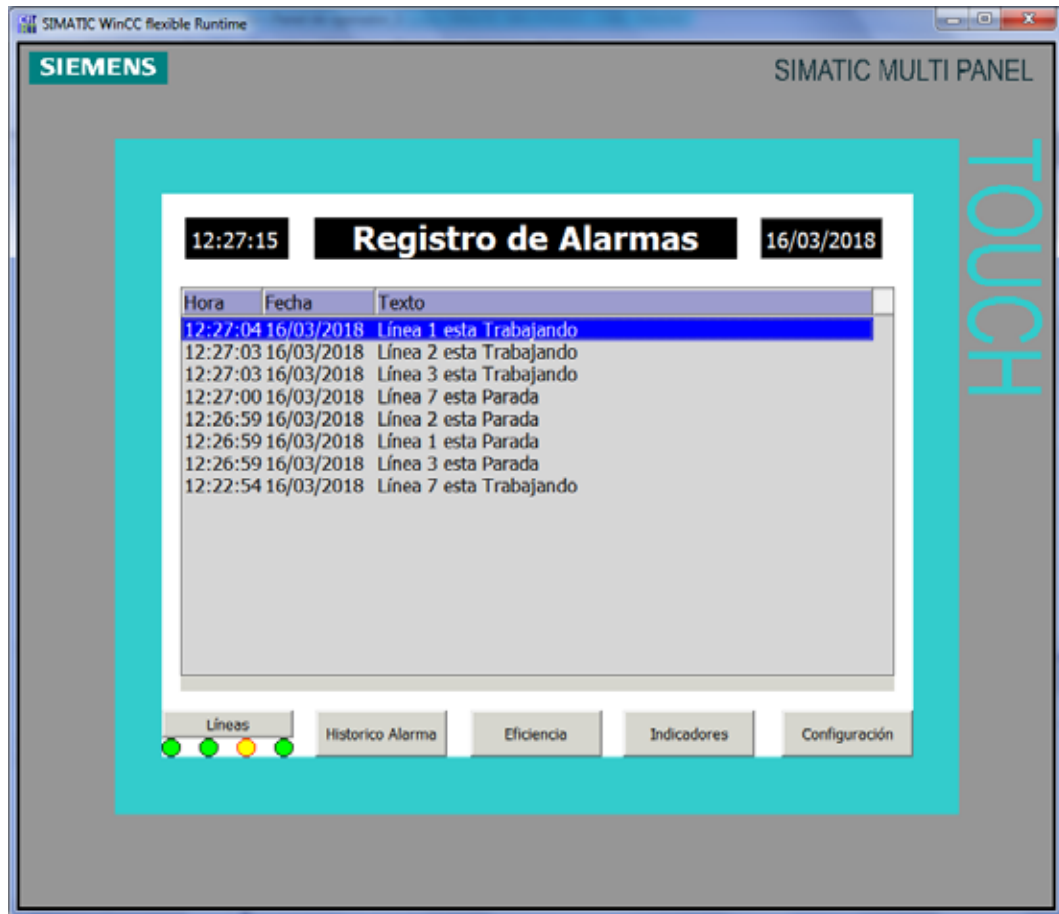 SIMATIC WinCC flexible Runtime
SIEMENS
SIMATIC MULTI PANEL
TOUCH
12:27:15
Registro de Alarmas
16/03/2018
Hora Fecha Texto
12:27:04 16/03/2018 Línea 1 esta Trabajando
12:27:03 16/03/2018 Línea 2 esta Trabajando
12:27:03 16/03/2018 Línea 3 esta Trabajando
12:27:00 16/03/2018 Línea 7 esta Parada
12:26:59 16/03/2018 Línea 2 esta Parada
12:26:59 16/03/2018 Línea 1 esta Parada
12:26:59 16/03/2018 Línea 3 esta Parada
12:22:54 16/03/2018 Línea 7 esta Trabajando
Líneas
Historico Alarma
Eficiencia
Indicadores
Configuración